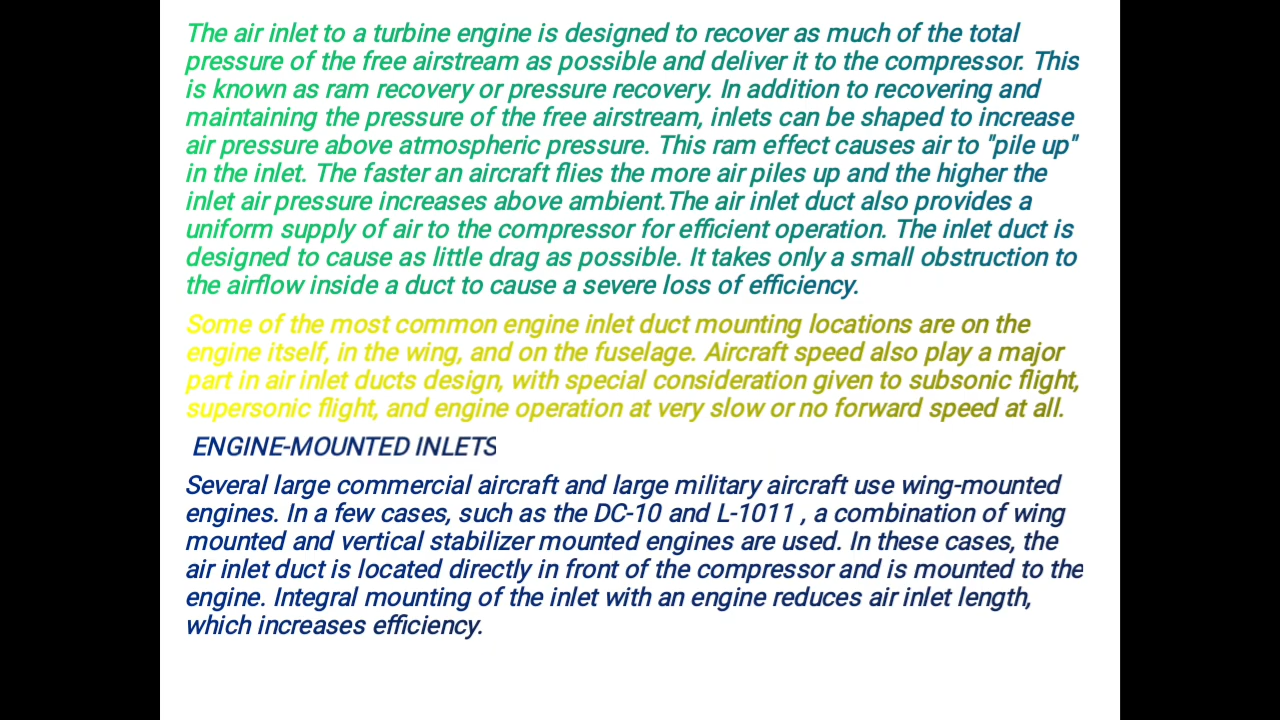 The air inlet to a turbine engine is designed to recover as much of the total
pressure of the free airstream as possible and deliver it to the compressor. This
is known as ram recovery or pressure recovery. In addition to recovering and
maintaining the pressure of the free airstream, inlets can be shaped to increase
air pressure above atmospheric pressure. This ram effect causes air to "pile up"
in the inlet. The faster an aircraft flies the more air piles up and the higher the
inlet air pressure increases above ambient.The air inlet duct also provides a
uniform supply of air to the compressor for efficient operation. The inlet duct is
designed to cause as little drag as possible. It takes only a small obstruction to
the airflow inside a duct to cause a severe loss of efficiency.
Some of the most common engine inlet duct mounting locations are on the
engine itself, in the wing, and on the fuselage. Aircraft speed also play a major
part in air inlet ducts design, with special consideration given to subsonic flight,
supersonic flight, and engine operation at very slow or no forward speed at all.
ENGINE-MOUNTED INLETS
Several large commercial aircraft and large military aircraft use wing-mounted
engines. In a few cases, such as the DC-10 and L-1011 , a combination of wing
mounted and vertical stabilizer mounted engines are used. In these cases, the
air inlet duct is located directly in front of the compressor and is mounted to the
engine. Integral mounting of the inlet with an engine reduces air inlet length,
which increases efficiency.